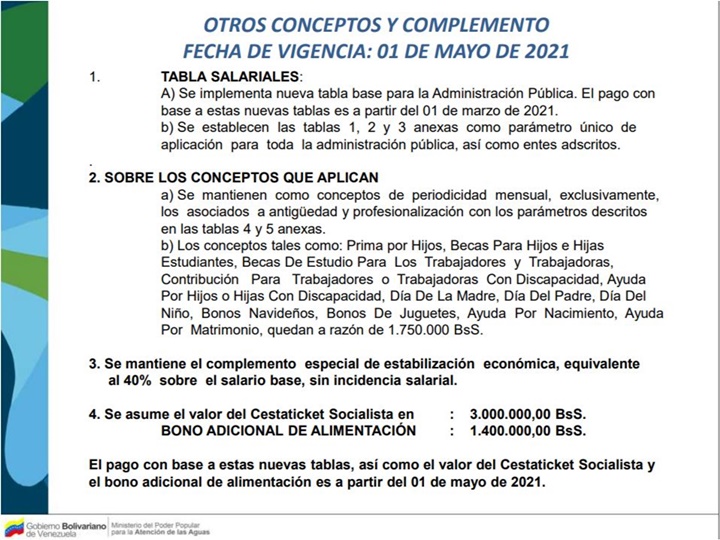 OTROS CONCEPTOS Y COMPLEMENTO
FECHA DE VIGENCIA: 01 DE MAYO DE 2021
1. TABLA SALARIALES:
A) Se implementa nueva tabla base para la Administración Pública. El pago con
base a estas nuevas tablas es a partir del 01 de marzo de 2021.
b) Se establecen las tablas 1, 2 y 3 anexas como parámetro único de
aplicación para toda la administración pública, así como entes adscritos.
.
2. SOBRE LOS CONCEPTOS QUE APLICAN
a) Se mantienen como conceptos de periodicidad mensual, exclusivamente,
los asociados a antigüedad y profesionalización con los parámetros descritos
en las tablas 4 y 5 anexas.
b) Los conceptos tales como: Prima por Hijos, Becas Para Hijos e Hijas
Estudiantes, Becas De Estudio Para Los Trabajadores y Trabajadoras,
Contribución Para Trabajadores o Trabajadoras Con Discapacidad, Ayuda
Por Hijos o Hijas Con Discapacidad, Día De La Madre, Día Del Padre, Día Del
Niño, Bonos Navideños, Bonos De Juguetes, Ayuda Por Nacimiento, Ayuda
Por Matrimonio, quedan a razón de 1.750.000 BsS.
3. Se mantiene el complemento especial de estabilización económica, equivalente
al 40% sobre el salario base, sin incidencia salarial.
4. Se asume el valor del Cestaticket Socialista en : 3.000.000,00 BsS.
BONO ADICIONAL DE ALIMENTACIÓN : 1.400.000,00 BsS.
El pago con base a estas nuevas tablas, así como el valor del Cestaticket Socialista y
el bono adicional de alimentación es a partir del 01 de mayo de 2021.
Gobierno Bolivariano
de Venezuela
Ministerio del Poder Popular
para la Atención de las Aguas